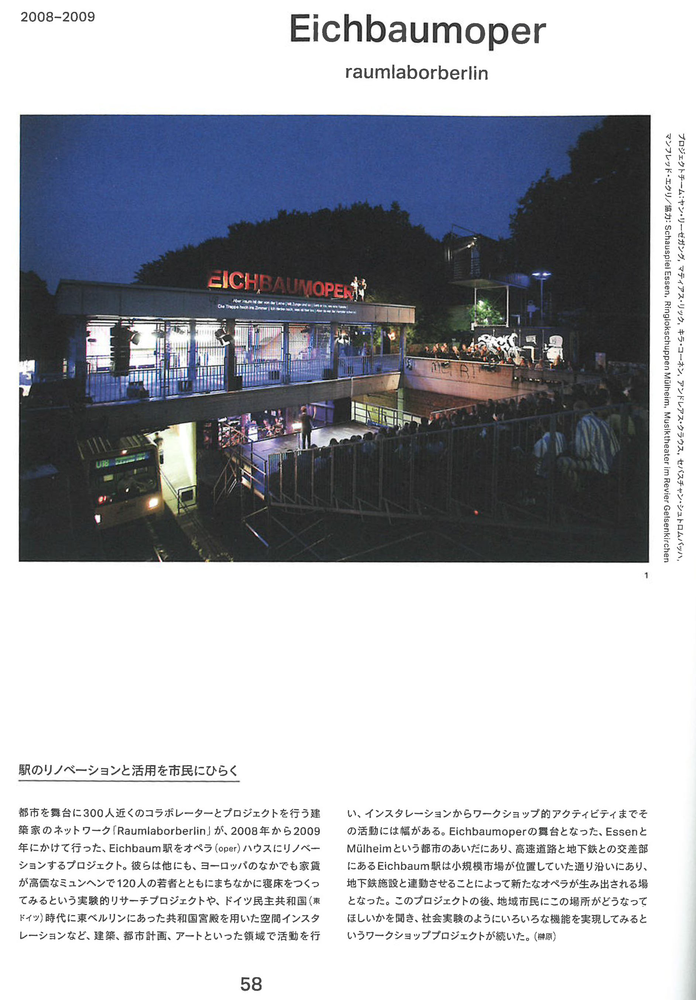 2008–2009
Eichbaumoper
raumlaborberlin
プロジェクトチーム：ヤン・リーゼガング, マティアス・リック, キラ・コーネン, アンドレアス・クラウス, セバスチャン・シュトロムバッハ,
マンフレッド・エクリ／協力：Schauspiel Essen, Ringlokschuppen Mülheim, Musiktheater im Revier Gelsenkirchen
EICHBAUMOPER
Aber kaum ist der von der Leine
Die Treppe hoch ins Zimmer
U18
1
駅のリノベーションと活用を市民にひらく
都市を舞台に300人近くのコラボレーターとプロジェクトを行う建
築家のネットワーク「Raumlaborberlin」が、2008年から2009
年にかけて行った、Eichbaum駅をオペラ（oper）ハウスにリノベー
ションするプロジェクト。彼らは他にも、ヨーロッパのなかでも家賃
が高価なミュンヘンで120人の若者とともにまちなかに寝床をつくっ
てみるという実験的リサーチプロジェクトや、ドイツ民主共和国（東
ドイツ）時代に東ベルリンにあった共和国宮殿を用いた空間インスタ
レーションなど、建築、都市計画、アートといった領域で活動を行
い、インスタレーションからワークショップ的アクティビティまでそ
の活動には幅がある。Eichbaumoperの舞台となった、Essenと
Mülheimという都市のあいだにあり、高速道路と地下鉄との交差部
にあるEichbaum駅は小規模市場が位置していた通り沿いにあり、
地下鉄施設と連動させることによって新たなオペラが生み出される場
となった。このプロジェクトの後、地域市民にこの場所がどうなって
ほしいかを聞き、社会実験のようにいろいろな機能を実現してみると
いうワークショッププロジェクトが続いた。（榊原）
58